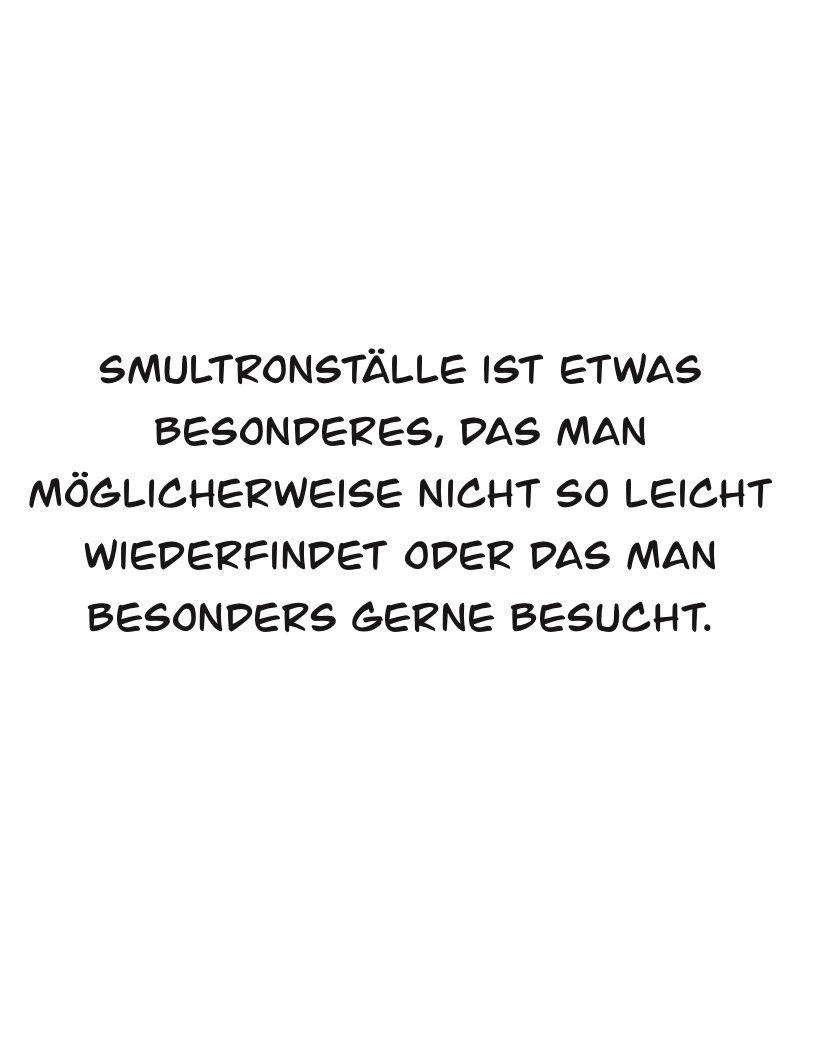 SMULTRONSTÄLLE IST ETWAS
BESONDERES, DAS MAN
MÖGLICHERWEISE NICHT SO LEICHT
WIEDERFINDET ODER DAS MAN
BESONDERS GERNE BESUCHT.